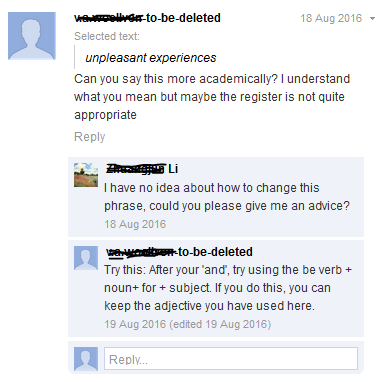 -to-be-deleted 18 Aug 2016
Selected text:
unpleasant experiences
Can you say this more academically? I understand
what you mean but maybe the register is not quite
appropriate
Reply
Li
I have no idea about how to change this
phrase, could you please give me an advice?
18 Aug 2016
-to-be-deleted
Try this: After your 'and', try using the be verb +
noun+ for + subject. If you do this, you can
keep the adjective you have used here.
19 Aug 2016 (edited 19 Aug 2016)
Reply...